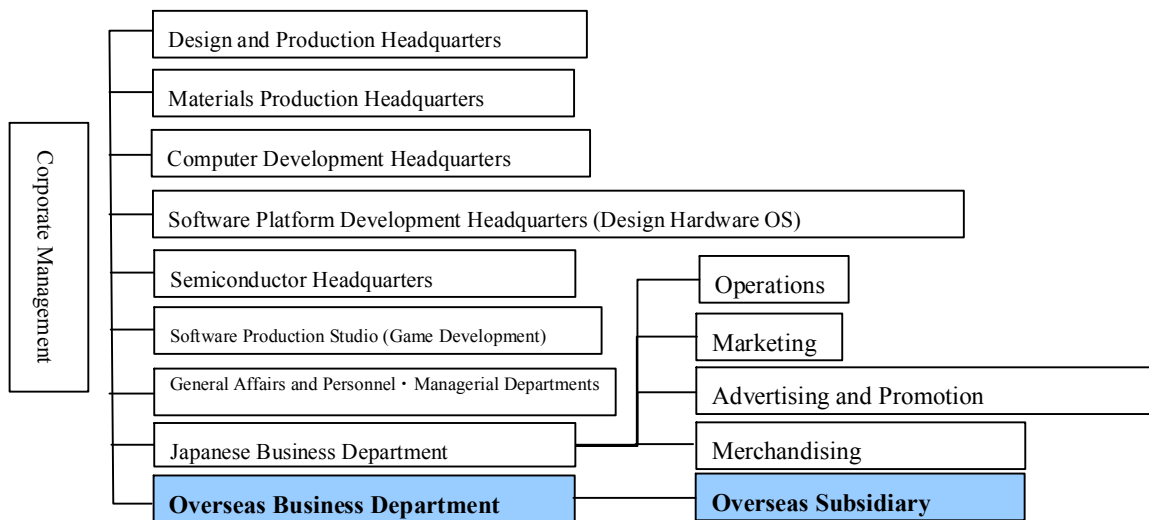 Corporate Management
Design and Production Headquarters
Materials Production Headquarters
Computer Development Headquarters
Software Platform Development Headquarters (Design Hardware OS)
Semiconductor Headquarters
Software Production Studio (Game Development)
General Affairs and Personnel・Managerial Departments
Japanese Business Department
Overseas Business Department
Operations
Marketing
Advertising and Promotion
Merchandising
Overseas Subsidiary